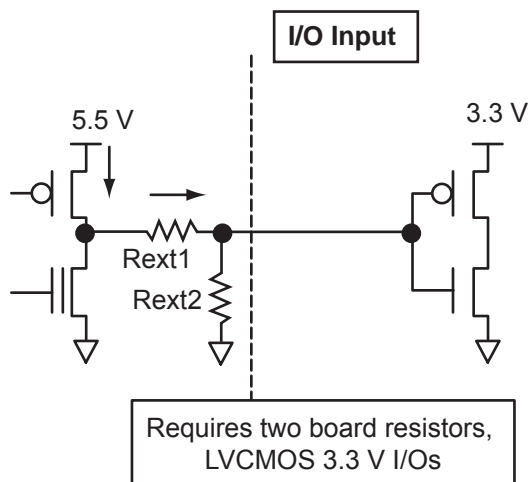 I/O Input
5.5 V
3.3 V
Rext1
Rext2
Requires two board resistors,
LVCMOS 3.3 V I/Os